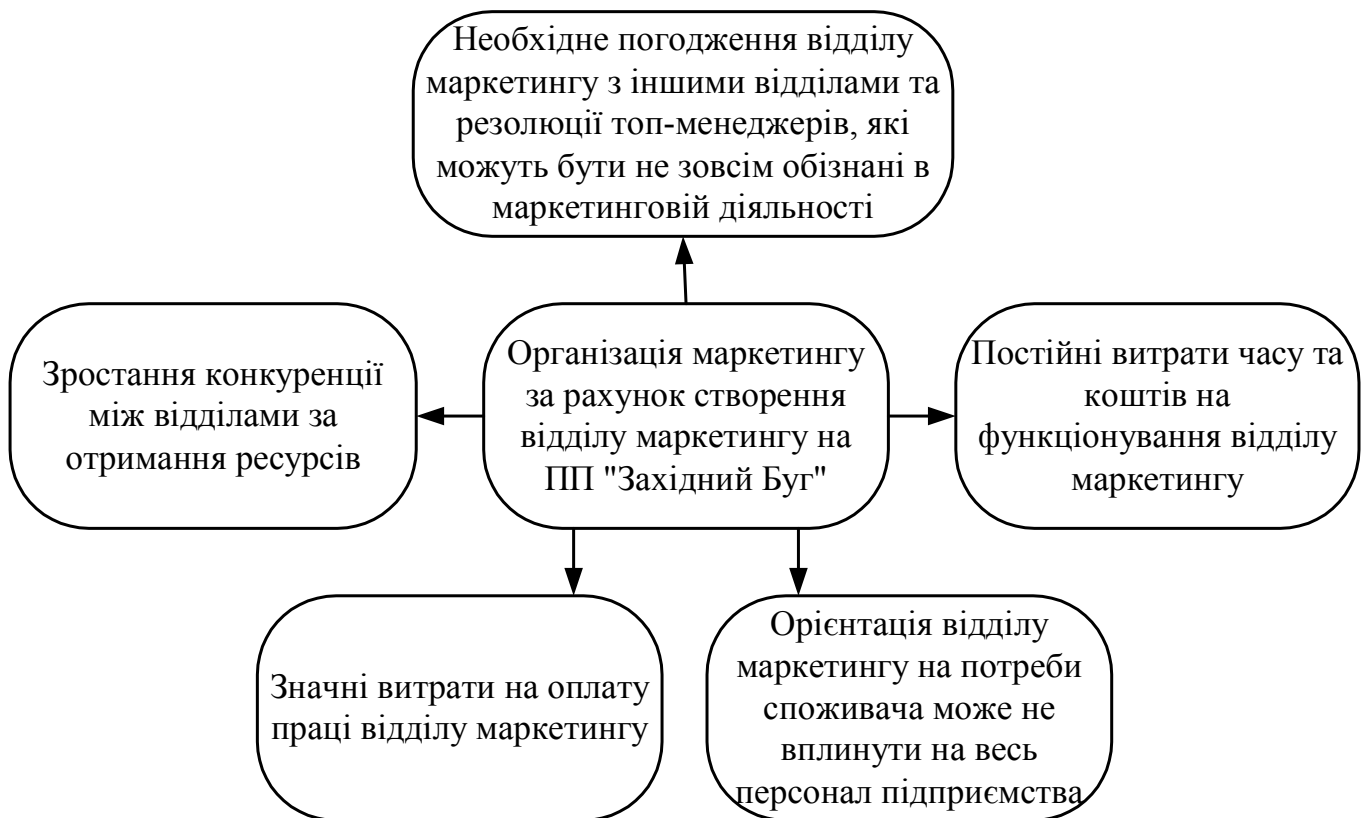 Необхідне погодження відділу
маркетингу з іншими відділами та
резолюції топ-менеджерів, які
можуть бути не зовсім обізнані в
маркетинговій діяльності
Зростання конкуренції
між відділами за
отримання ресурсів
Організація маркетингу
за рахунок створення
відділу маркетингу на
ПП "Західний Буг"
Постійні витрати часу та
коштів на
функціонування відділу
маркетингу
Значні витрати на оплату
праці відділу маркетингу
Орієнтація відділу
маркетингу на потреби
споживача може не
вплинути на весь
персонал підприємства